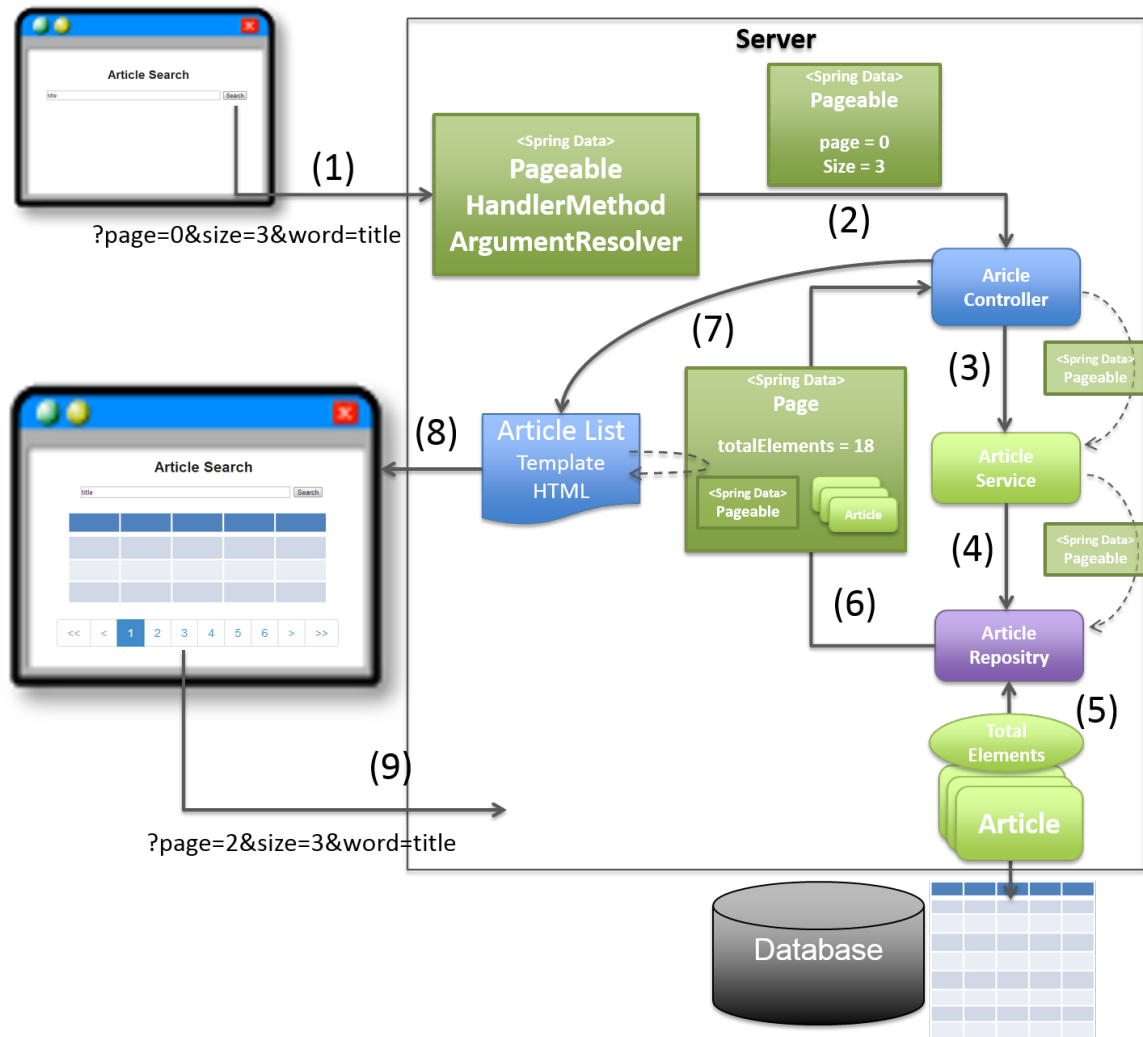 Server
Article Search
title
Search
(1)
?page=0&size=3&word=title
<Spring Data>
Pageable
HandlerMethod
ArgumentResolver
<Spring Data>
Pageable
page = 0
Size = 3
(2)
Aricle
Controller
(3)
<Spring Data>
Pageable
(7)
<Spring Data>
Page
totalElements = 18
<Spring Data>
Pageable
Article
Article List
Template
HTML
(8)
Article Service
(4)
<Spring Data>
Pageable
(6)
Article
Repositry
(5)
Total
Elements
Article
Article Search
title
Search
<< < 1 2 3 4 5 6 > >>
(9)
?page=2&size=3&word=title
Database